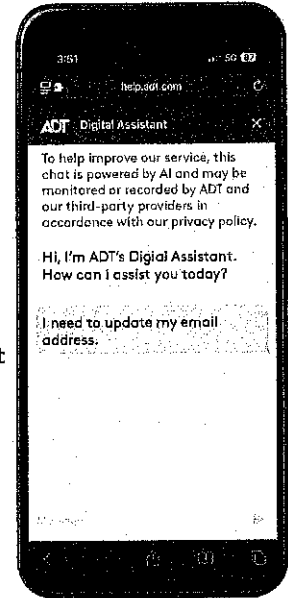 3:51 5G 87
help.adt.com
ADT Digital Assistant
To help improve our service, this
chat is powered by AI and may be
monitored or recorded by ADT and
our third-party providers in
accordance with our privacy policy.
Hi, I'm ADT's Digial Assistant.
How can I assist you today?
I need to update my email
address.
t